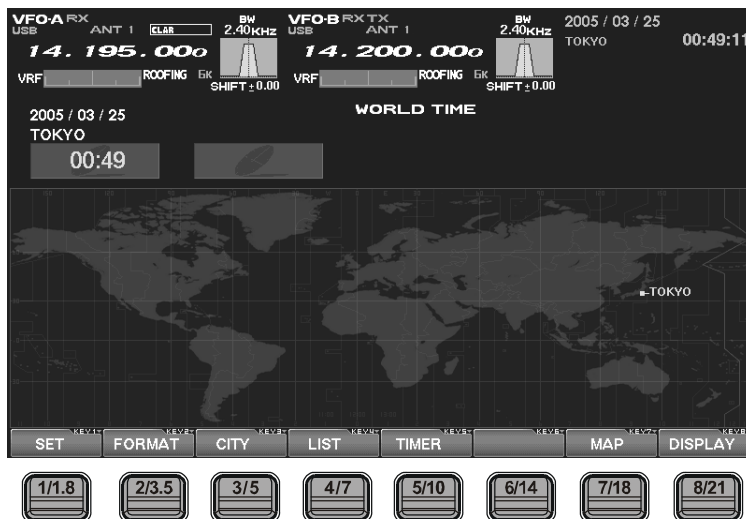 VFO-A RX BW VFO-B RX TX BW 2005 / 03 / 25
USB ANT 1 CLAR 2.40KHz USB ANT 1 2.40KHz TOKYO 00:49:11
14. 195. 00o 14. 200. 00o
VRF ROOFING 6K SHIFT±0.00 VRF ROOFING 6K SHIFT±0.00
WORLD TIME
2005 / 03 / 25
TOKYO
00:49
TOKYO
KEY1 KEY2 KEY3 KEY4 KEY5 KEY6 KEY7 KEY8
SET FORMAT CITY LIST TIMER MAP DISPLAY
1/1.8 2/3.5 3/5 4/7 5/10 6/14 7/18 8/21